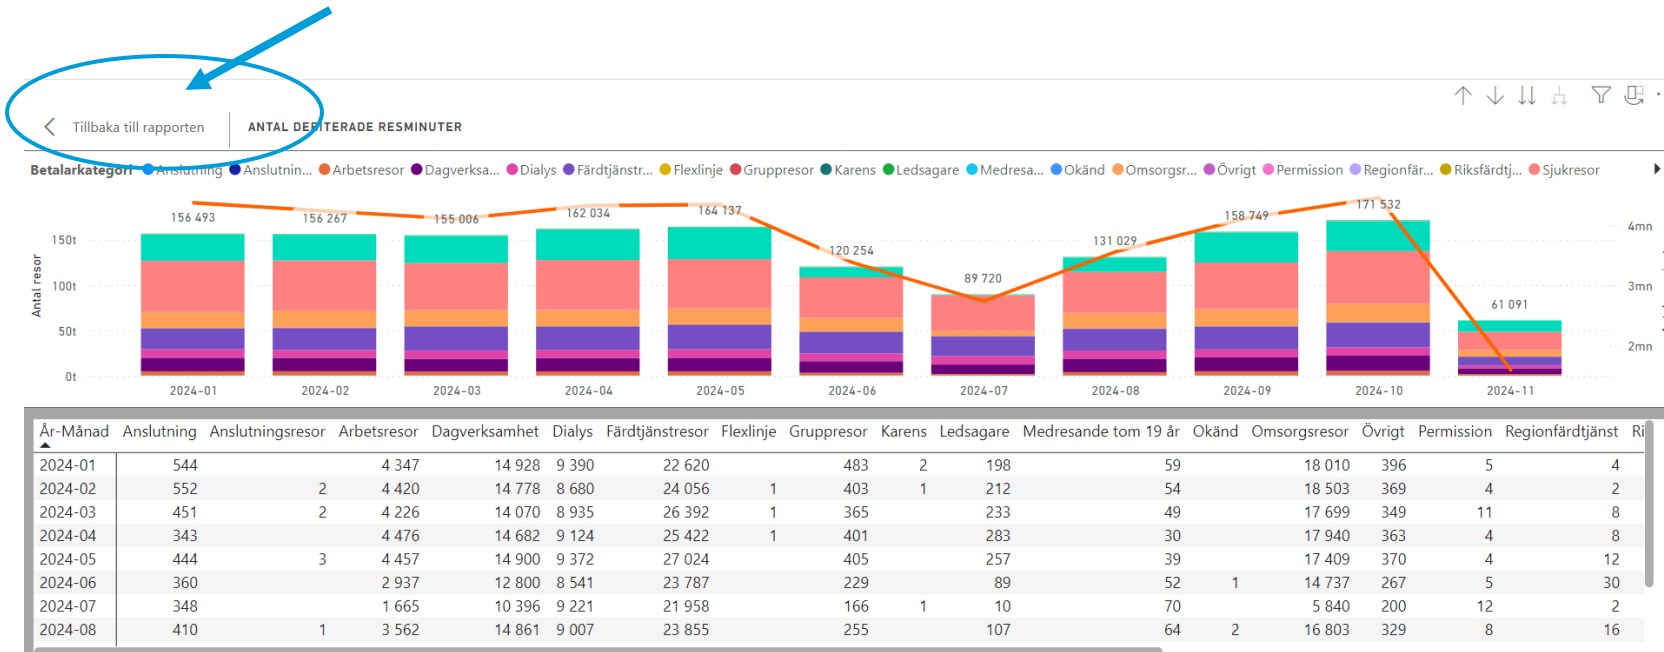 Tillbaka till rapporten ANTAL DEBITERADE RESMINUTER
Betalarkategori Anslutning Anslutnin... Arbetsresor Dagverksa... Dialys Färdtjänstr... Flexlinje Gruppresor Karens Ledsagare Medresa... Okänd Omsorgsr... Övrigt Permission Regionfär... Riksfärdtj... Sjukresor
156 493 156 267 155 006 162 034 164 137 120 254 89 720 131 029 158 749 171 532 61 091
Antal resor
150t
100t
50t
0t
4mn
3mn
2mn
2024-01 2024-02 2024-03 2024-04 2024-05 2024-06 2024-07 2024-08 2024-09 2024-10 2024-11
År-Månad Anslutning Anslutningsresor Arbetsresor Dagverksamhet Dialys Färdtjänstresor Flexlinje Gruppresor Karens Ledsagare Medresande tom 19 år Okänd Omsorgsresor Övrigt Permission Regionfärdtjänst Ri
2024-01 544 4 347 14 928 9 390 22 620 483 2 198 59 18 010 396 5 4
2024-02 552 2 4 420 14 778 8 680 24 056 1 403 1 212 54 18 503 369 4 2
2024-03 451 2 4 226 14 070 8 935 26 392 1 365 233 49 17 699 349 11 8
2024-04 343 4 476 14 682 9 124 25 422 1 401 283 30 17 940 363 4 8
2024-05 444 3 4 457 14 900 9 372 27 024 405 257 39 17 409 370 4 12
2024-06 360 2 937 12 800 8 541 23 787 229 89 52 1 14 737 267 5 30
2024-07 348 1 665 10 396 9 221 21 958 166 1 10 70 5 840 200 12 2
2024-08 410 1 3 562 14 861 9 007 23 855 255 107 64 2 16 803 329 8 16